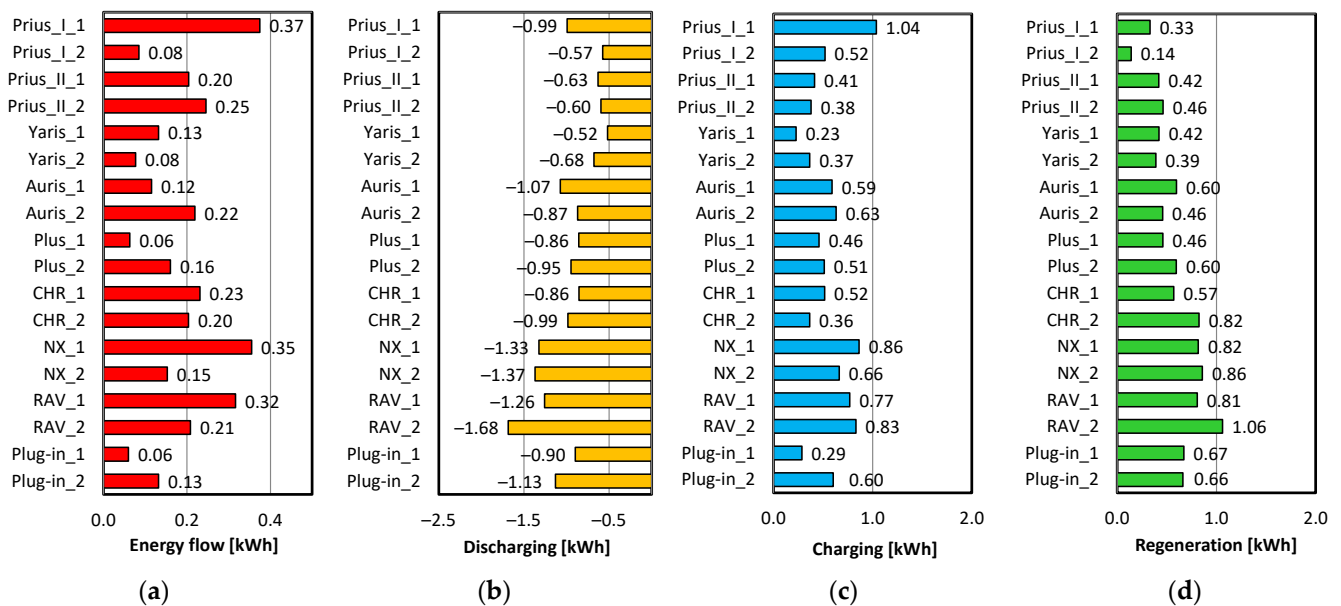 Prius_I_1 0.37
Prius_I_2 0.08
Prius_II_1 0.20
Prius_II_2 0.25
Yaris_1 0.13
Yaris_2 0.08
Auris_1 0.12
Auris_2 0.22
Plus_1 0.06
Plus_2 0.16
CHR_1 0.23
CHR_2 0.20
NX_1 0.35
NX_2 0.15
RAV_1 0.32
RAV_2 0.21
Plug-in_1 0.06
Plug-in_2 0.13
0.0 0.2 0.4
Energy flow [kWh]
(a)
Prius_I_1 −0.99
Prius_I_2 −0.57
Prius_II_1 −0.63
Prius_II_2 −0.60
Yaris_1 −0.52
Yaris_2 −0.68
Auris_1 −1.07
Auris_2 −0.87
Plus_1 −0.86
Plus_2 −0.95
CHR_1 −0.86
CHR_2 −0.99
NX_1 −1.33
NX_2 −1.37
RAV_1 −1.26
RAV_2 −1.68
Plug-in_1 −0.90
Plug-in_2 −1.13
−2.5 −1.5 −0.5
Discharging [kWh]
(b)
Prius_I_1 1.04
Prius_I_2 0.52
Prius_II_1 0.41
Prius_II_2 0.38
Yaris_1 0.23
Yaris_2 0.37
Auris_1 0.59
Auris_2 0.63
Plus_1 0.46
Plus_2 0.51
CHR_1 0.52
CHR_2 0.36
NX_1 0.86
NX_2 0.66
RAV_1 0.77
RAV_2 0.83
Plug-in_1 0.29
Plug-in_2 0.60
0.0 1.0 2.0
Charging [kWh]
(c)
Prius_I_1 0.33
Prius_I_2 0.14
Prius_II_1 0.42
Prius_II_2 0.46
Yaris_1 0.42
Yaris_2 0.39
Auris_1 0.60
Auris_2 0.46
Plus_1 0.46
Plus_2 0.60
CHR_1 0.57
CHR_2 0.82
NX_1 0.82
NX_2 0.86
RAV_1 0.81
RAV_2 1.06
Plug-in_1 0.67
Plug-in_2 0.66
0.0 1.0 2.0
Regeneration [kWh]
(d)